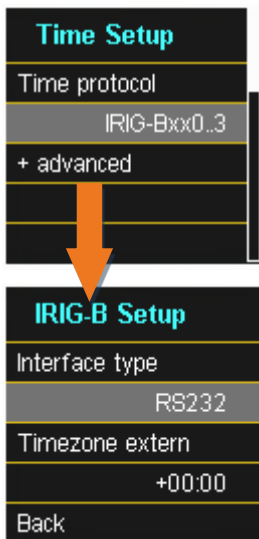 Time Setup
Time protocol
IRIG-Bxx0..3
+ advanced
IRIG-B Setup
Interface type
RS232
Timezone extern
+00:00
Back